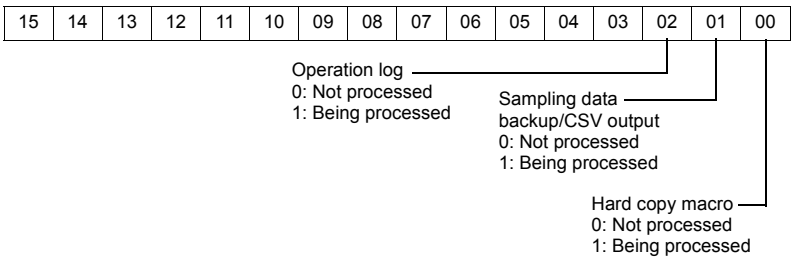 15 14 13 12 11 10 09 08 07 06 05 04 03 02 01 00
Operation log
0: Not processed
1: Being processed
Sampling data
backup/CSV output
0: Not processed
1: Being processed
Hard copy macro
0: Not processed
1: Being processed